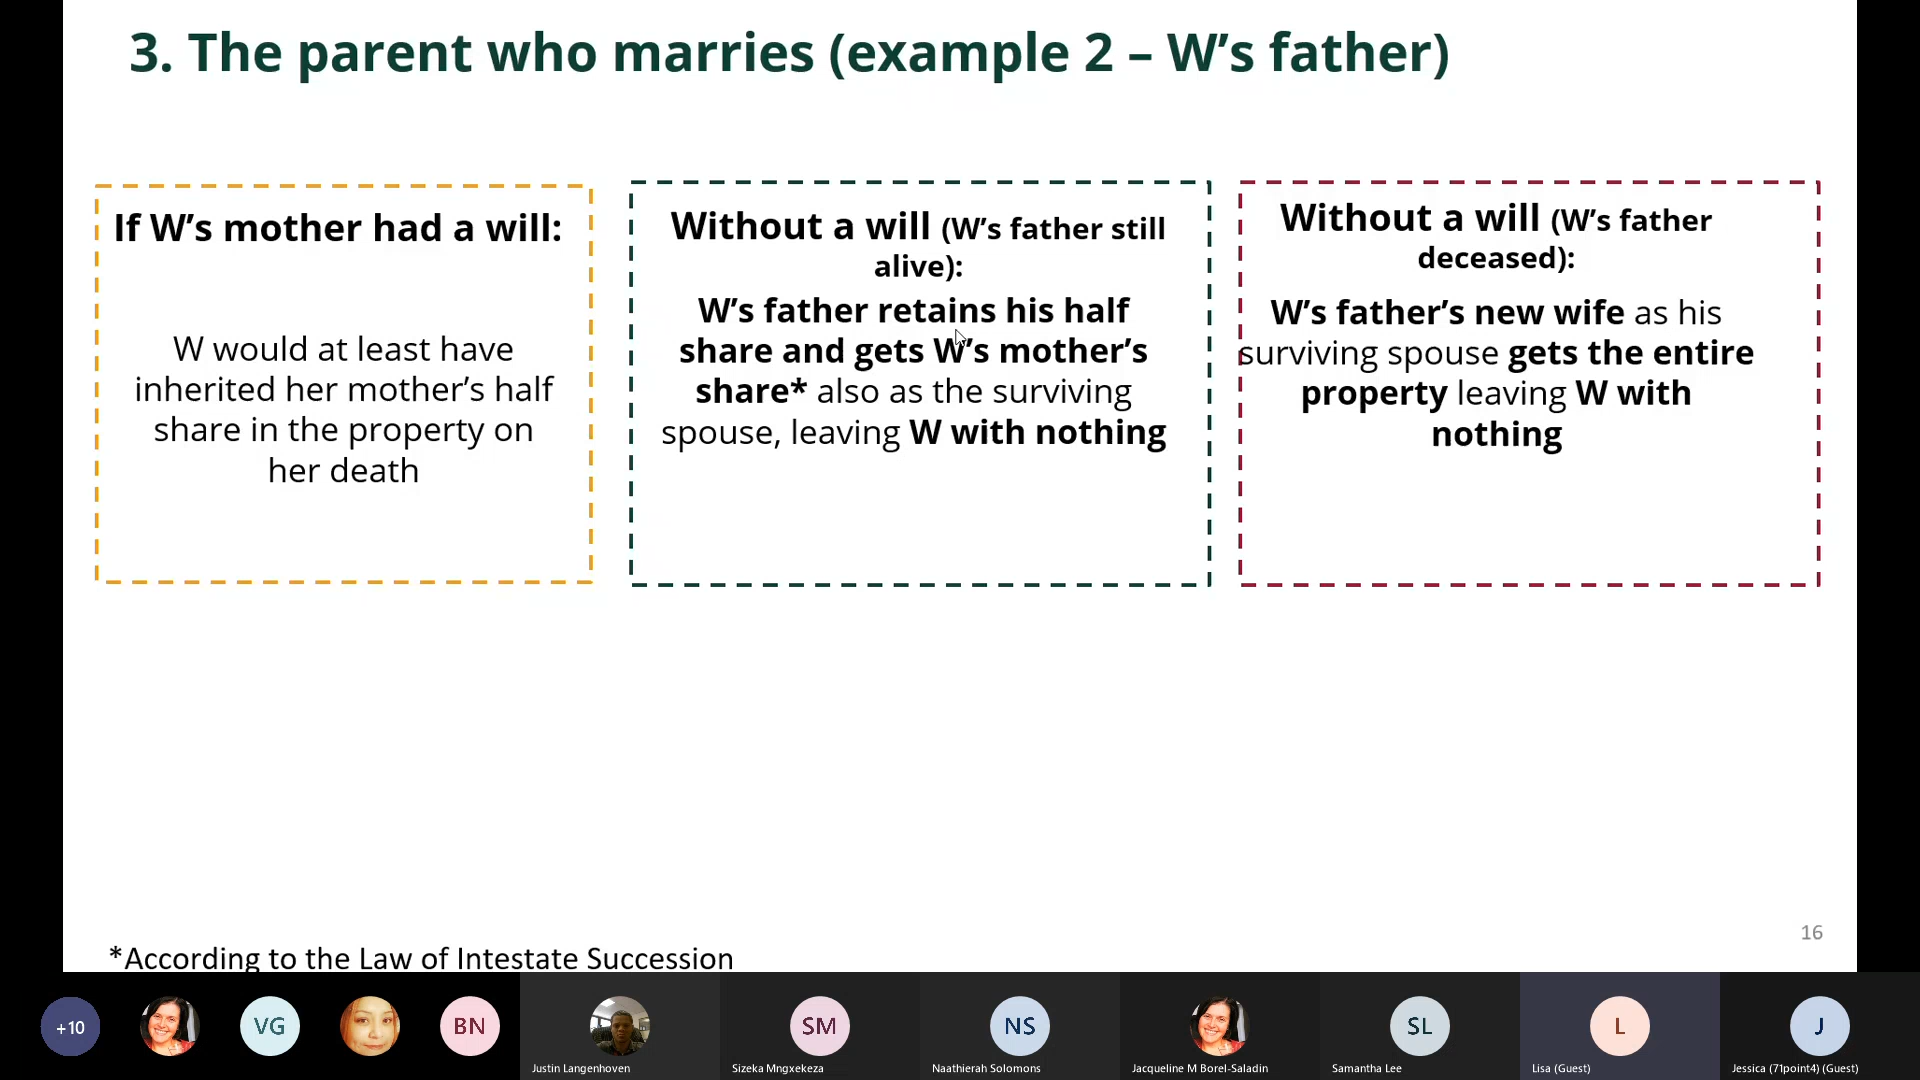 3. The parent who marries (example 2 – W’s father)
If W’s mother had a will:
W would at least have
inherited her mother’s half
share in the property on
her death
Without a will (W’s father still
alive):
W’s father retains his half
share and gets W’s mother’s
share* also as the surviving
spouse, leaving W with nothing
Without a will (W’s father
deceased):
W’s father’s new wife as his
surviving spouse gets the entire
property leaving W with
nothing
16
*According to the Law of Intestate Succession
+10
VG
BN
Justin Langenhoven
SM
Sizeka Mngxekeza
NS
Naathierah Solomons
Jacqueline M Borel-Saladin
SL
Samantha Lee
L
Lisa (Guest)
J
Jessica (71point4) (Guest)